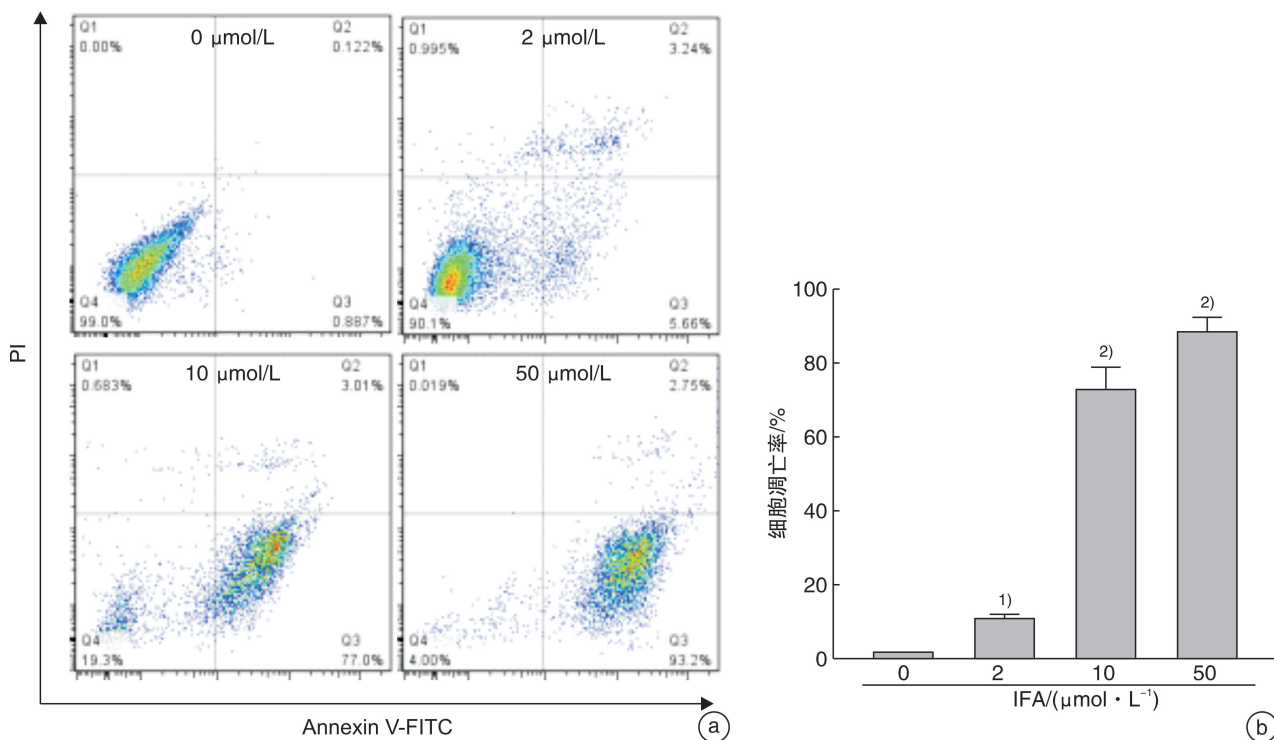 PI
Q1
0.00%
0 μmol/L
Q2
0.122%
Q4
99.0%
Q3
0.887%
Q1
0.995%
2 μmol/L
Q2
3.24%
Q4
90.1%
Q3
5.66%
Q1
0.683%
10 μmol/L
Q2
3.01%
Q4
19.3%
Q3
77.0%
Q1
0.019%
50 μmol/L
Q2
2.75%
Q4
4.00%
Q3
93.2%
Annexin V-FITC
a
细胞凋亡率/%
100
80
60
40
20
0
1)
2)
2)
0 2 10 50
IFA/(μmol · L⁻¹)
b